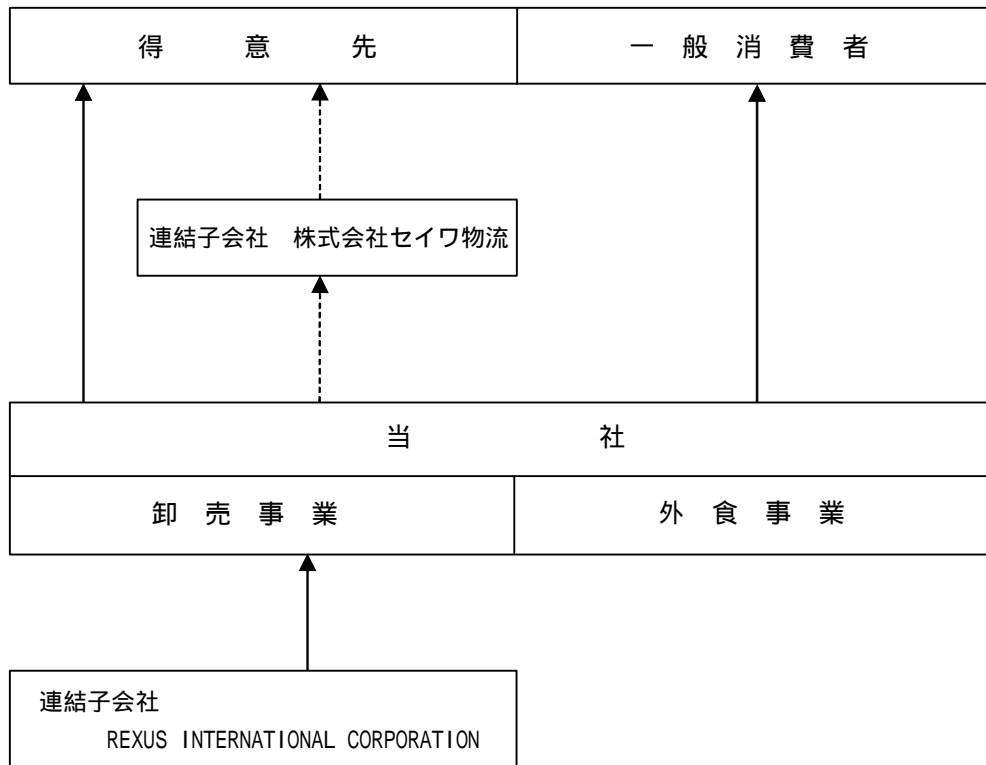 得意先
一般消費者
連結子会社　株式会社セイワ物流
当社
卸売事業
外食事業
連結子会社
REXUS INTERNATIONAL CORPORATION